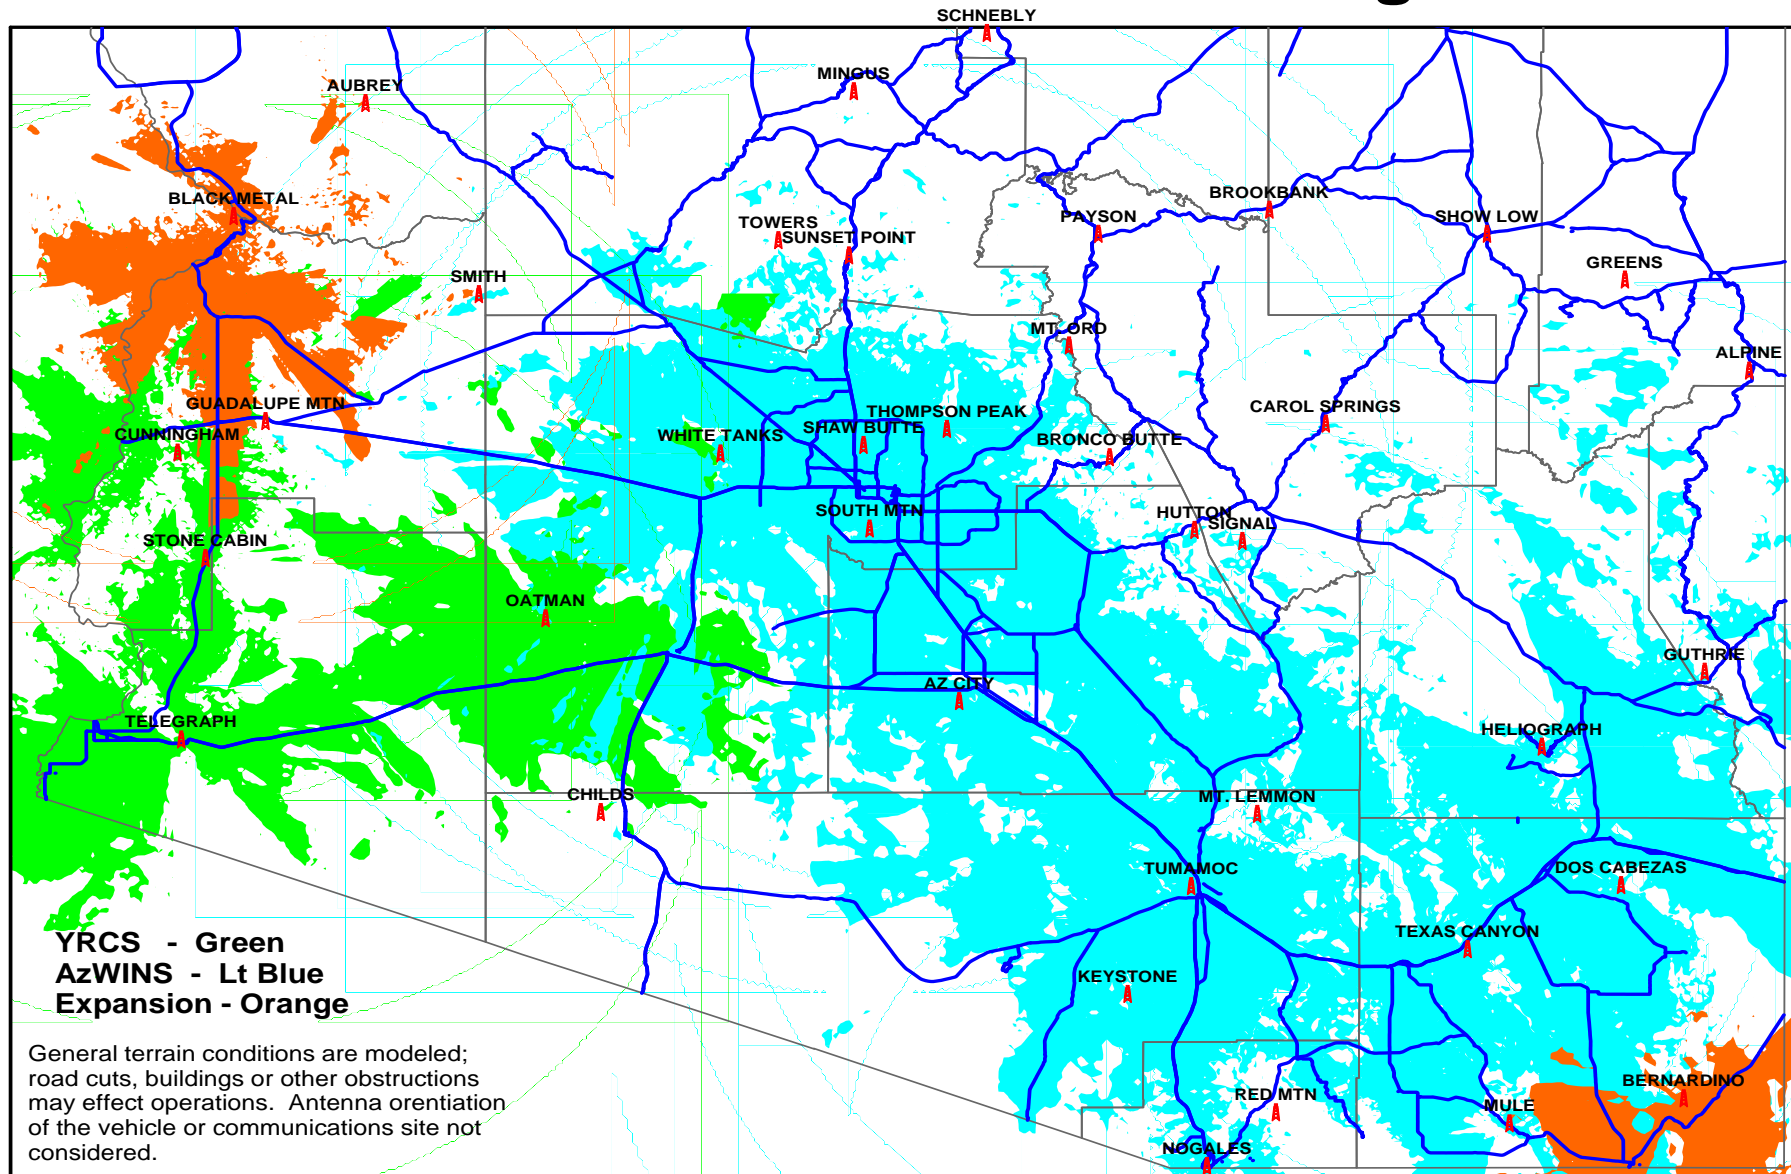 SCHNEBLY
AUBREY
MINGUS
BLACK METAL
BROOKBANK
PAYSON
TOWERS
SUNSET POINT
SHOW LOW
GREENS
SMITH
MT. ORD
ALPINE
GUADALUPE MTN
CUNNINGHAM
THOMPSON PEAK
SHAW BUTTE
WHITE TANKS
BRONCO BUTTE
CAROL SPRINGS
SOUTH MTN
HUTTON
SIGNAL
STONE CABIN
OATMAN
GUTHRIE
AZ CITY
TELEGRAPH
HELIOGRAPH
CHILDS
MT. LEMMON
TUMAMOC
DOS CABEZAS
TEXAS CANYON
KEYSTONE
BERNARDINO
RED MTN
MULE
NOGALES
YRCS - Green
AzWINS - Lt Blue
Expansion - Orange
General terrain conditions are modeled;
road cuts, buildings or other obstructions
may effect operations. Antenna orentiation
of the vehicle or communications site not
considered.